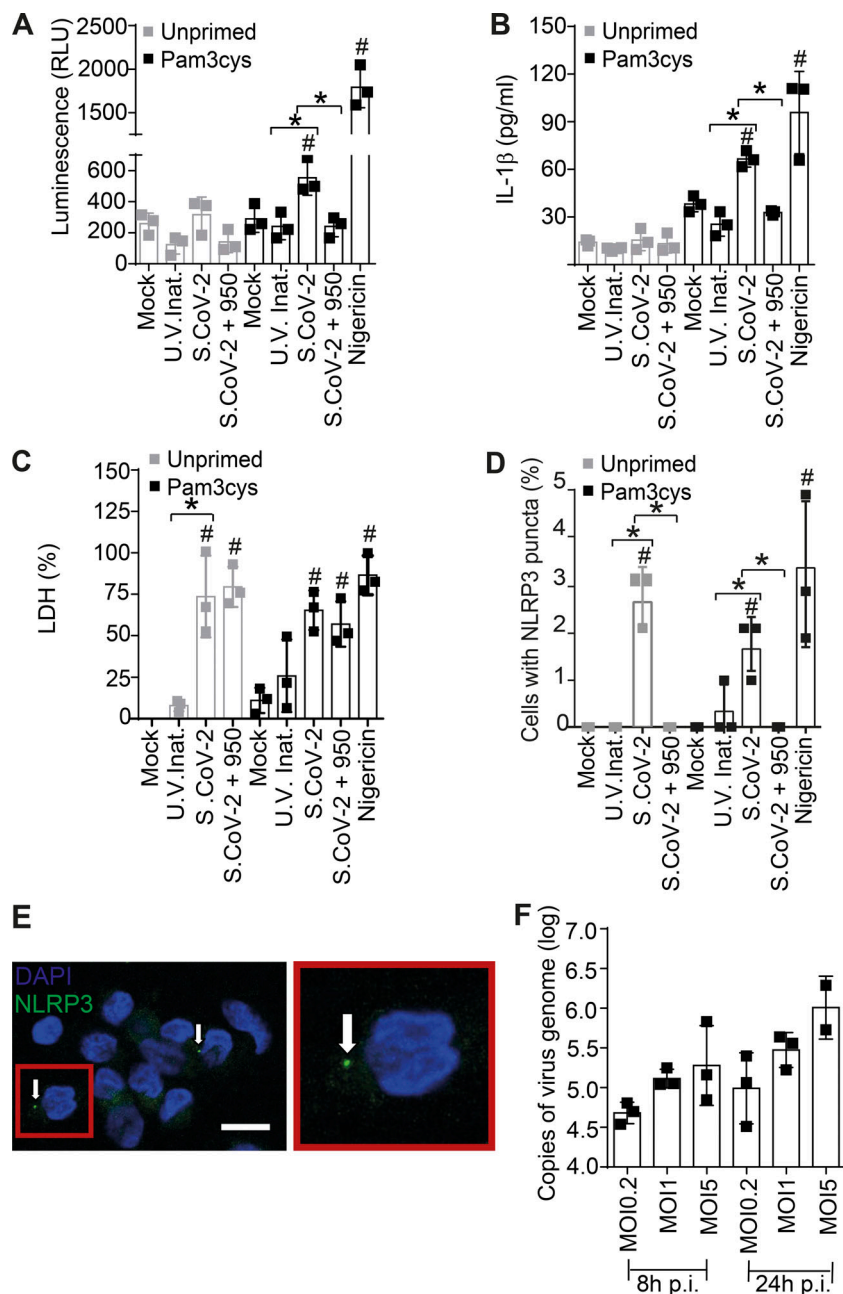 A
Unprimed
Pam3cys
Luminescence (RLU)
2500
2000
1500
600
400
200
0
#
*
*
#
Mock
U.V.Inat.
S.CoV-2
S.CoV-2 + 950
Mock
U.V. Inat.
S.CoV-2
S.CoV-2 + 950
Nigericin
B
Unprimed
Pam3cys
IL-1β (pg/ml)
150
120
90
60
30
#
*
*
#
Mock
U.V. Inat.
S.CoV-2
S.CoV-2 + 950
Mock
U.V. Inat.
S.CoV-2
S.CoV-2 + 950
Nigericin
C
Unprimed
Pam3cys
LDH (%)
150
125
100
75
50
25
0
*
#
#
#
#
#
Mock
U.V.Inat.
S.CoV-2
S.CoV-2 + 950
Mock
U.V. Inat.
S.CoV-2
S.CoV-2 + 950
Nigericin
D
Unprimed
Pam3cys
Cells with NLRP3 puncta (%)
5
4
3
2
1
0
*
*
#
*
*
#
#
Mock
U.V.Inat.
S.CoV-2
S.CoV-2 + 950
Mock
U.V. Inat.
S.CoV-2
S.CoV-2 + 950
Nigericin
E
DAPI
NLRP3
F
Copies of virus genome (log)
7.0
6.5
6.0
5.5
5.0
4.5
4.0
MOI0.2
MOI1
MOI5
MOI0.2
MOI1
MOI5
8h p.i.
24h p.i.